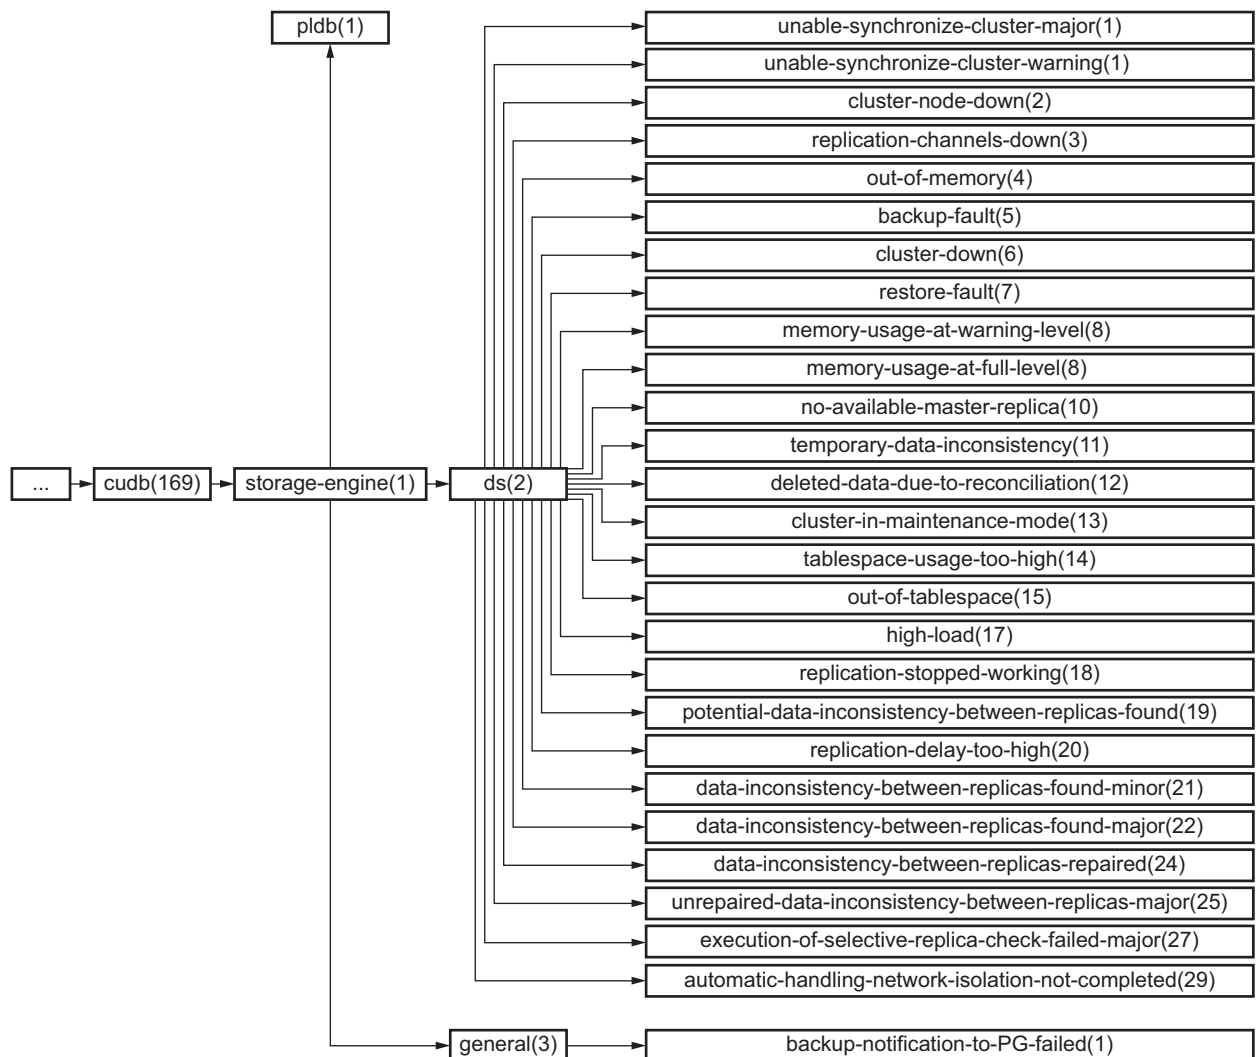 pldb(1)
unable-synchronize-cluster-major(1)
unable-synchronize-cluster-warning(1)
cluster-node-down(2)
replication-channels-down(3)
out-of-memory(4)
backup-fault(5)
cluster-down(6)
restore-fault(7)
memory-usage-at-warning-level(8)
memory-usage-at-full-level(8)
no-available-master-replica(10)
temporary-data-inconsistency(11)
... cudb(169) storage-engine(1) ds(2) deleted-data-due-to-reconciliation(12)
cluster-in-maintenance-mode(13)
tablespace-usage-too-high(14)
out-of-tablespace(15)
high-load(17)
replication-stopped-working(18)
potential-data-inconsistency-between-replicas-found(19)
replication-delay-too-high(20)
data-inconsistency-between-replicas-found-minor(21)
data-inconsistency-between-replicas-found-major(22)
data-inconsistency-between-replicas-repaired(24)
unrepaired-data-inconsistency-between-replicas-major(25)
execution-of-selective-replica-check-failed-major(27)
automatic-handling-network-isolation-not-completed(29)
general(3) backup-notification-to-PG-failed(1)